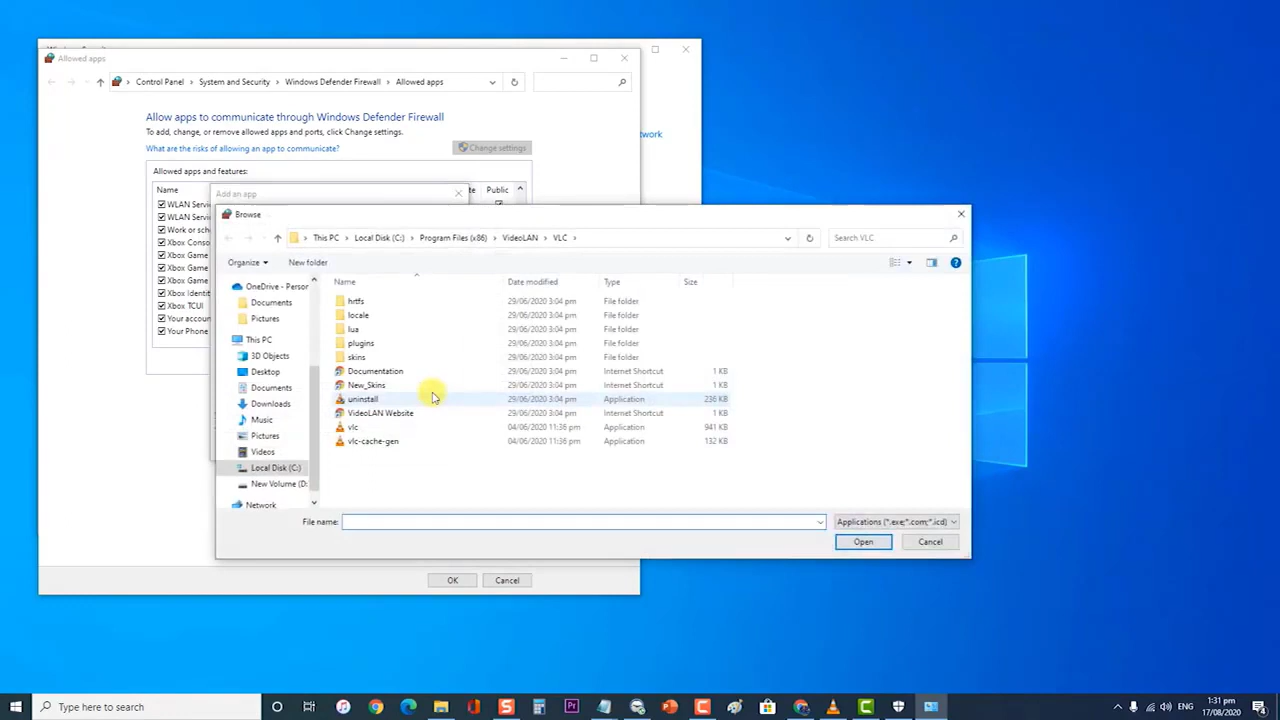 Allowed apps
Control Panel > System and Security > Windows Defender Firewall > Allowed apps
Allow apps to communicate through Windows Defender Firewall
To add, change, or remove allowed apps and ports, click Change settings.
What are the risks of allowing an app to communicate?
Change settings
Allowed apps and features:
Name
Public
WLAN Servi
WLAN Servi
Work or sch
Xbox Conso
Xbox Game
Xbox Game
Xbox Game
Xbox Identit
Xbox TCUI
Your accour
Your Phone
OK
Cancel
Add an app
Browse
This PC > Local Disk (C:) > Program Files (x86) > VideoLAN > VLC >
Search VLC
Organize
New folder
OneDrive - Person
Documents
Pictures
This PC
3D Objects
Desktop
Documents
Downloads
Music
Pictures
Videos
Local Disk (C:)
New Volume (D:
Network
Name Date modified Type Size
hrtfs 29/06/2020 3:04 pm File folder
locale 29/06/2020 3:04 pm File folder
lua 29/06/2020 3:04 pm File folder
plugins 29/06/2020 3:04 pm File folder
skins 29/06/2020 3:04 pm File folder
Documentation 29/06/2020 3:04 pm Internet Shortcut 1 KB
New_Skins 29/06/2020 3:04 pm Internet Shortcut 1 KB
uninstall 29/06/2020 3:04 pm Application 236 KB
VideoLAN Website 29/06/2020 3:04 pm Internet Shortcut 1 KB
vlc 04/06/2020 11:36 pm Application 941 KB
vlc-cache-gen 04/06/2020 11:36 pm Application 132 KB
File name:
Applications (*.exe;*.com;*.icd)
Open
Cancel
Type here to search
ENG
1:31 pm
17/08/2020